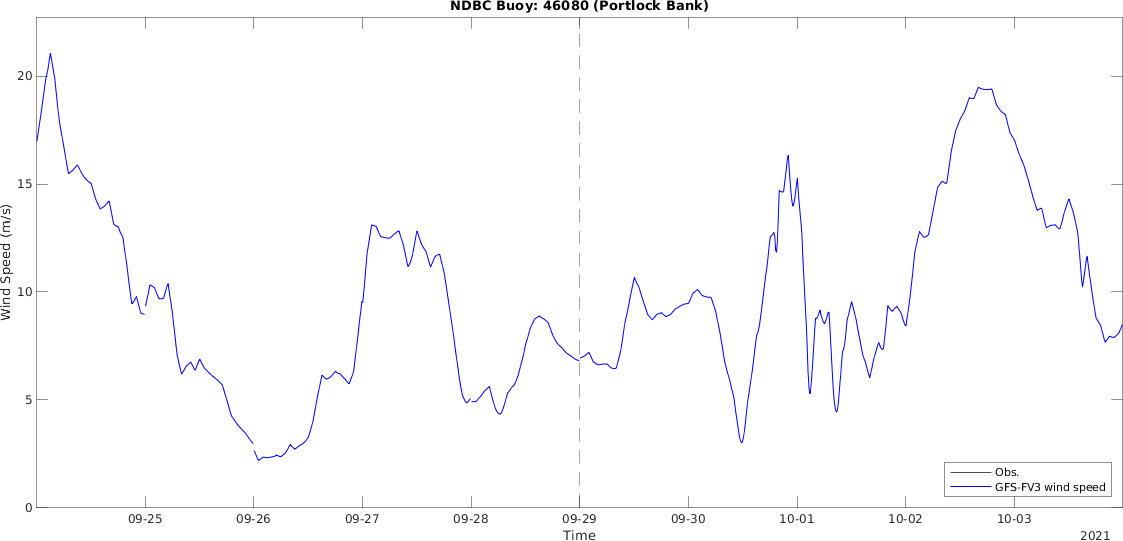 NDBC Buoy: 46080 (Portlock Bank)
20
15
10
5
0
Wind Speed (m/s)
Obs.
GFS-FV3 wind speed
09-25 09-26 09-27 09-28 09-29 09-30 10-01 10-02 10-03
Time
2021